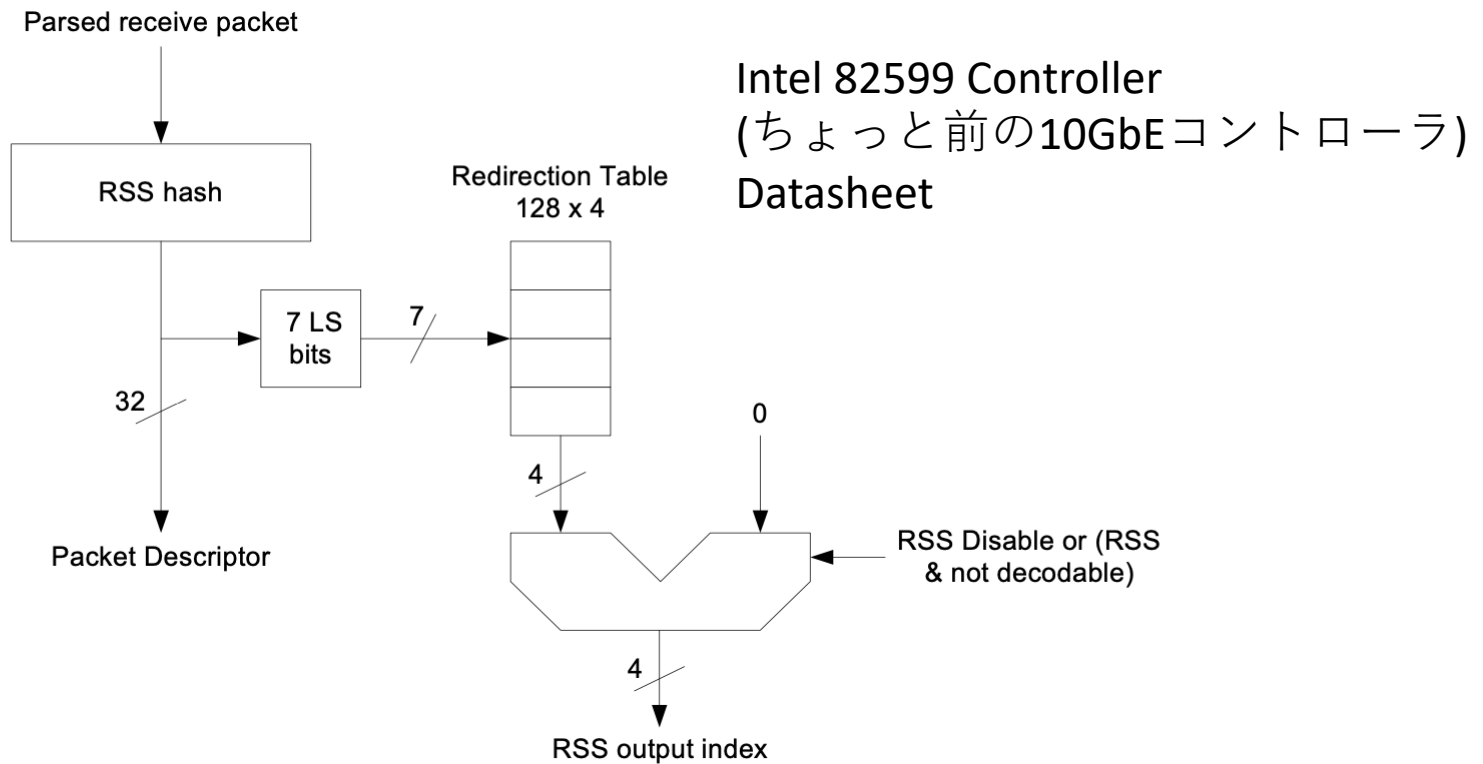 Parsed receive packet
Intel 82599 Controller
(ちょっと前の10GbEコントローラ)
Datasheet
RSS hash
Redirection Table
128 x 4
7 LS
bits
7
32
0
4
Packet Descriptor
RSS Disable or (RSS
& not decodable)
4
RSS output index